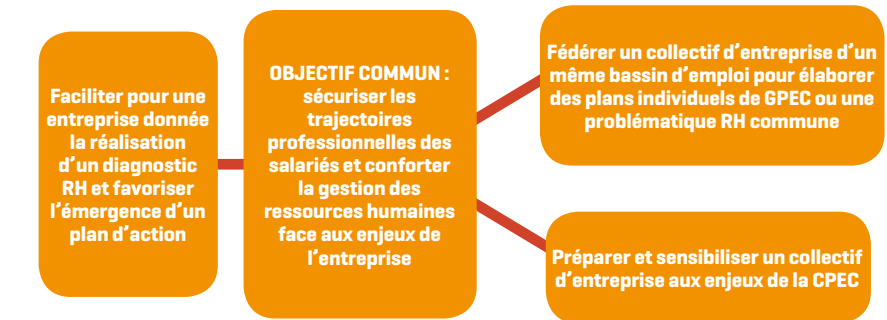 Faciliter pour une
entreprise donnée
la réalisation
d'un diagnostic
RH et favoriser
l'émergence d'un
plan d'action
OBJECTIF COMMUN :
sécuriser les
trajectoires
professionnelles des
salariés et conforter
la gestion des
ressources humaines
face aux enjeux de
l'entreprise
Fédérer un collectif d'entreprise d'un
même bassin d'emploi pour élaborer
des plans individuels de GPEC ou une
problématique RH commune
Préparer et sensibiliser un collectif
d'entreprise aux enjeux de la CPEC